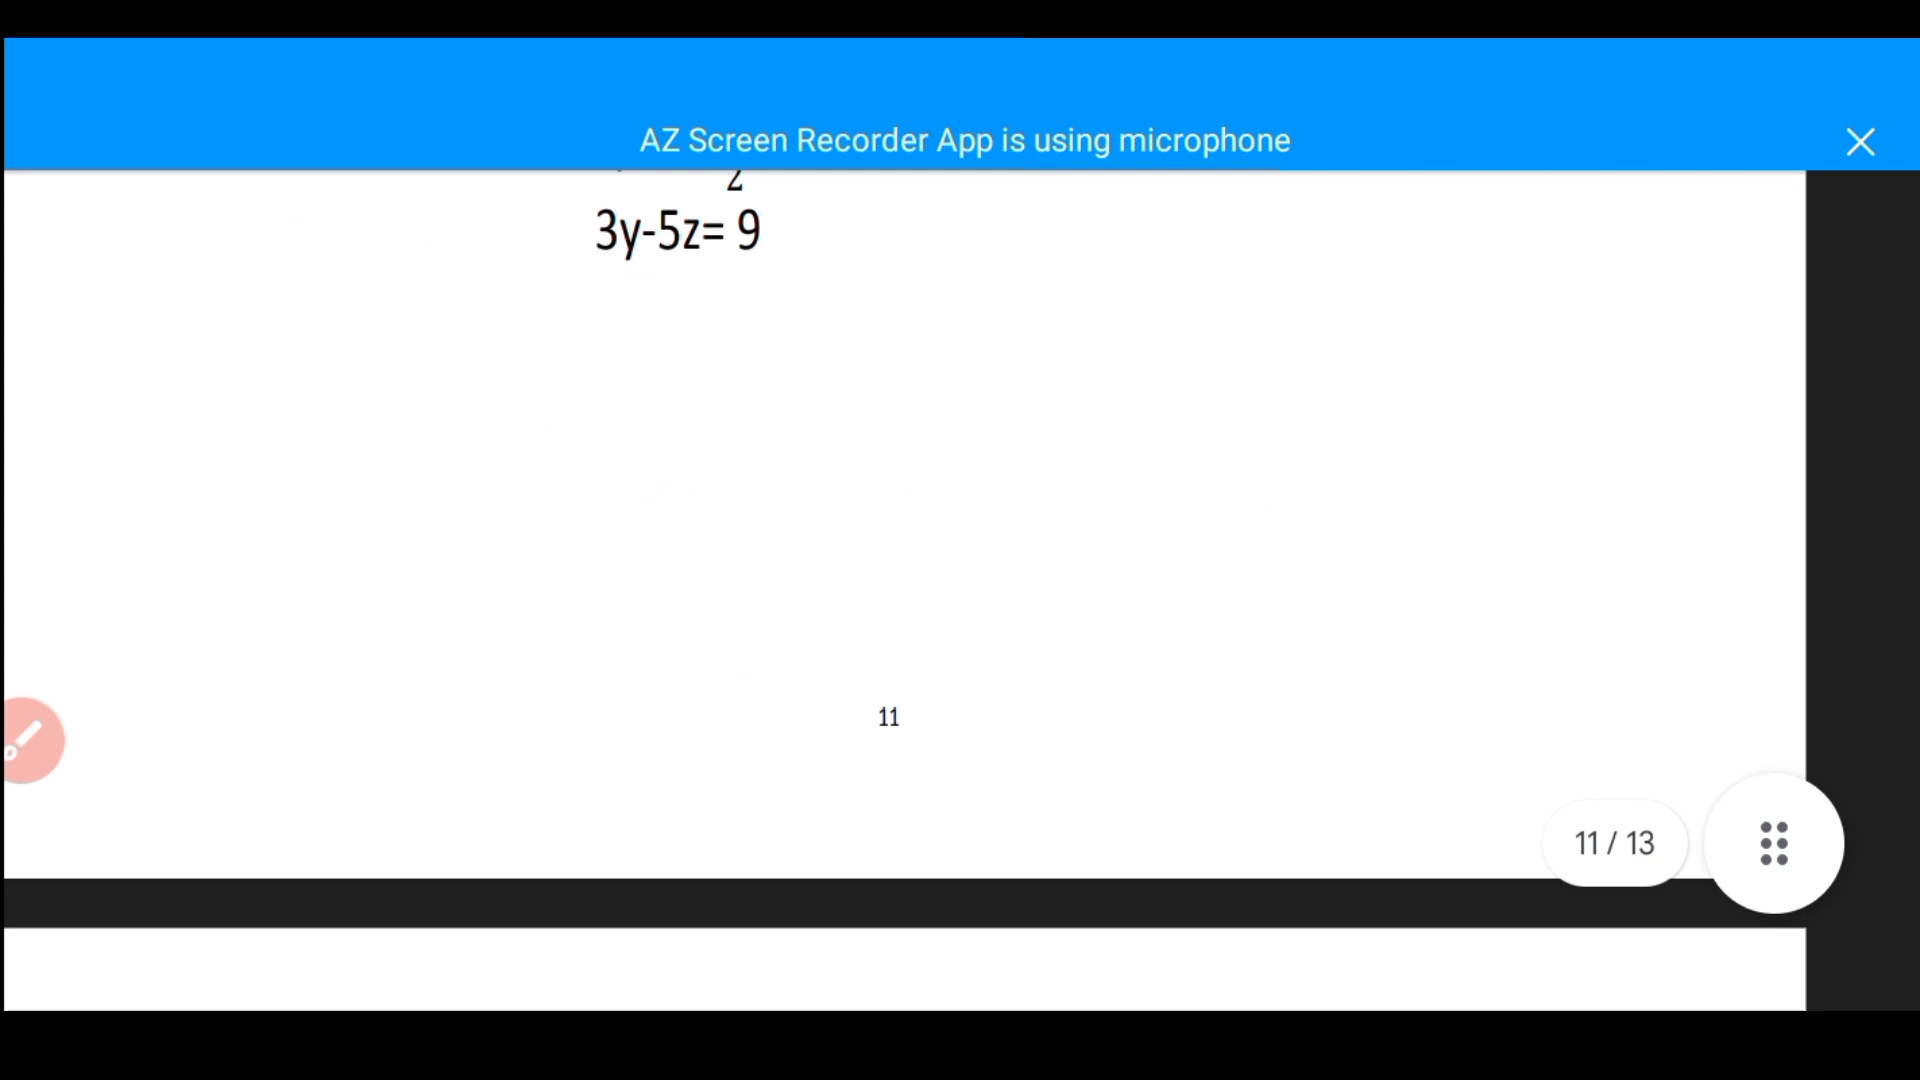 AZ Screen Recorder App is using microphone
3y-5z= 9
11
11 / 13